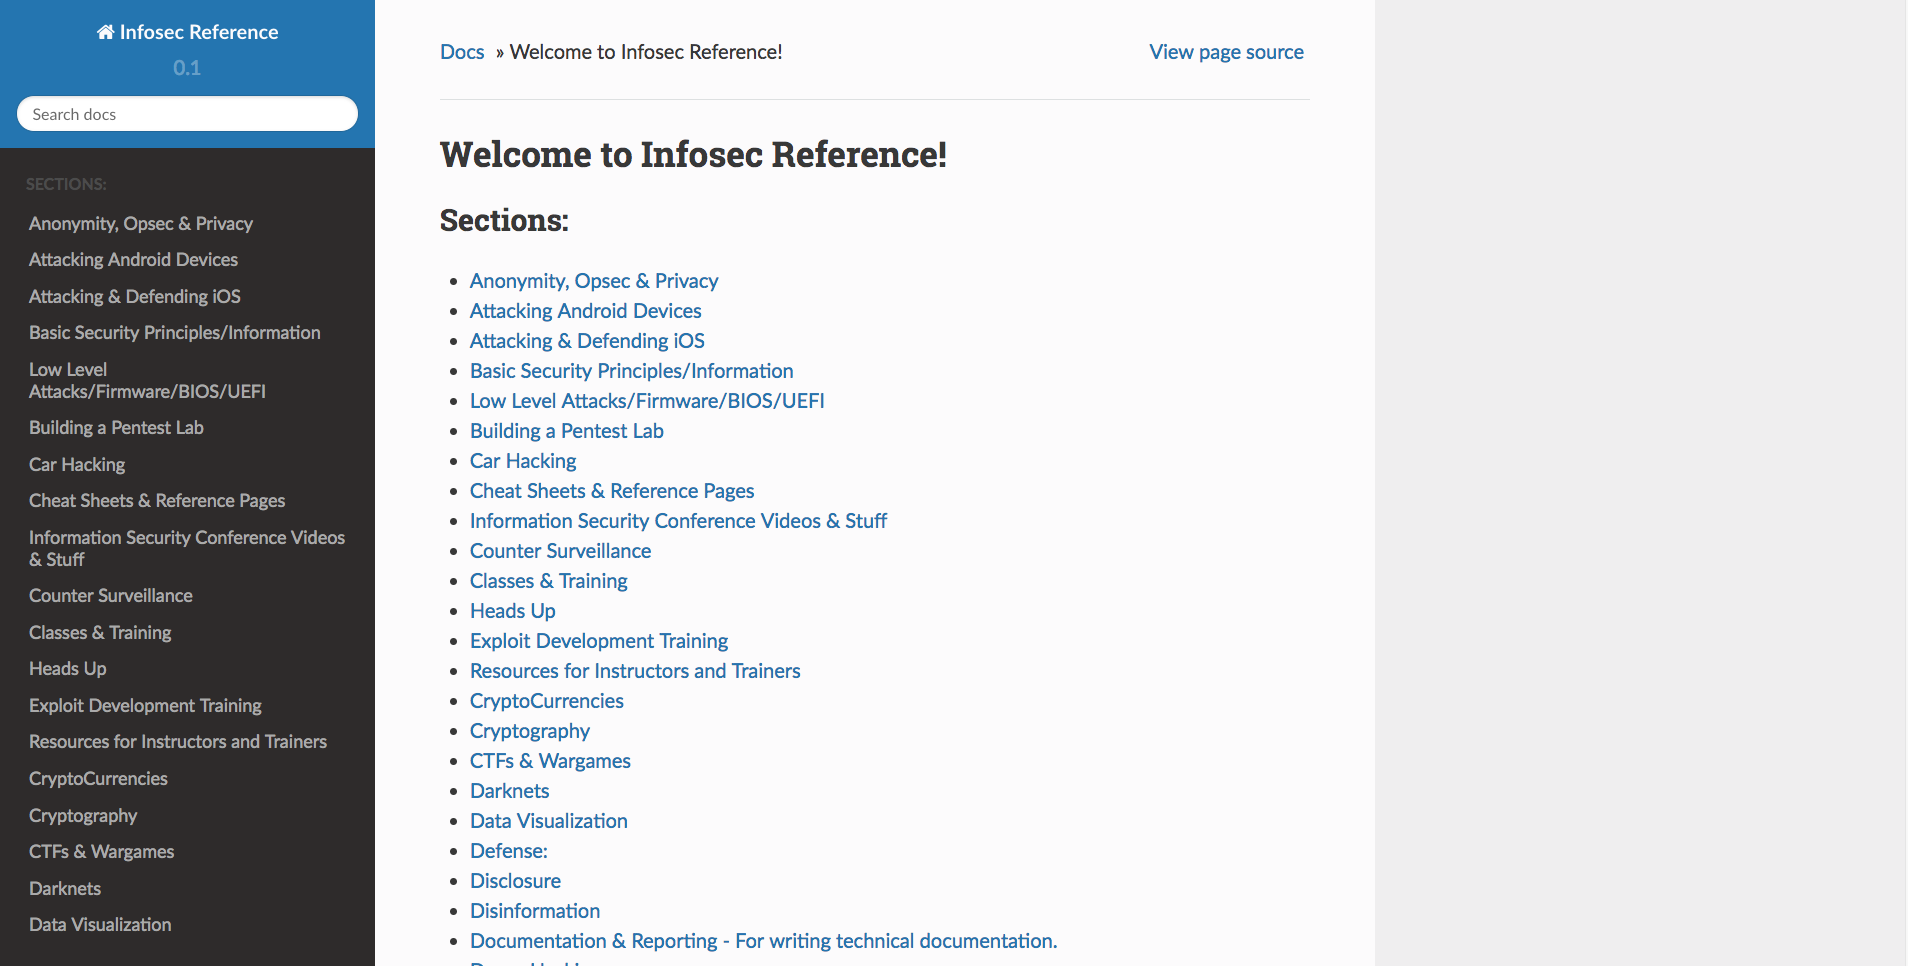 Infosec Reference
0.1
Search docs
SECTIONS:
Anonymity, Opsec & Privacy
Attacking Android Devices
Attacking & Defending iOS
Basic Security Principles/Information
Low Level
Attacks/Firmware/BIOS/UEFI
Building a Pentest Lab
Car Hacking
Cheat Sheets & Reference Pages
Information Security Conference Videos
& Stuff
Counter Surveillance
Classes & Training
Heads Up
Exploit Development Training
Resources for Instructors and Trainers
CryptoCurrencies
Cryptography
CTFs & Wargames
Darknets
Data Visualization
Docs » Welcome to Infosec Reference!
View page source
Welcome to Infosec Reference!
Sections:
• Anonymity, Opsec & Privacy
• Attacking Android Devices
• Attacking & Defending iOS
• Basic Security Principles/Information
• Low Level Attacks/Firmware/BIOS/UEFI
• Building a Pentest Lab
• Car Hacking
• Cheat Sheets & Reference Pages
• Information Security Conference Videos & Stuff
• Counter Surveillance
• Classes & Training
• Heads Up
• Exploit Development Training
• Resources for Instructors and Trainers
• CryptoCurrencies
• Cryptography
• CTFs & Wargames
• Darknets
• Data Visualization
• Defense:
• Disclosure
• Disinformation
• Documentation & Reporting - For writing technical documentation.